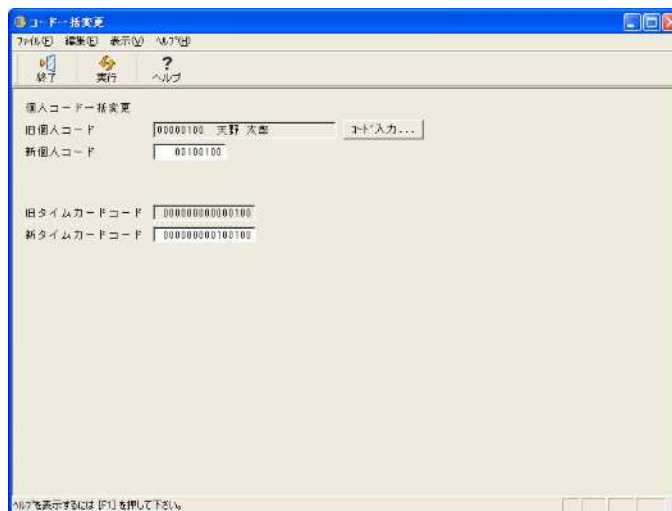 コード一括変更
ファイル(F) 編集(E) 表示(V) ヘルプ(H)
終了 実行 ヘルプ
個人コード一括変更
旧個人コード 00000100 天野 太郎 コード入力...
新個人コード 00100100
旧タイムカードコード 000000000000100
新タイムカードコード 000000000100100
ヘルプを表示するには [F1] を押して下さい。